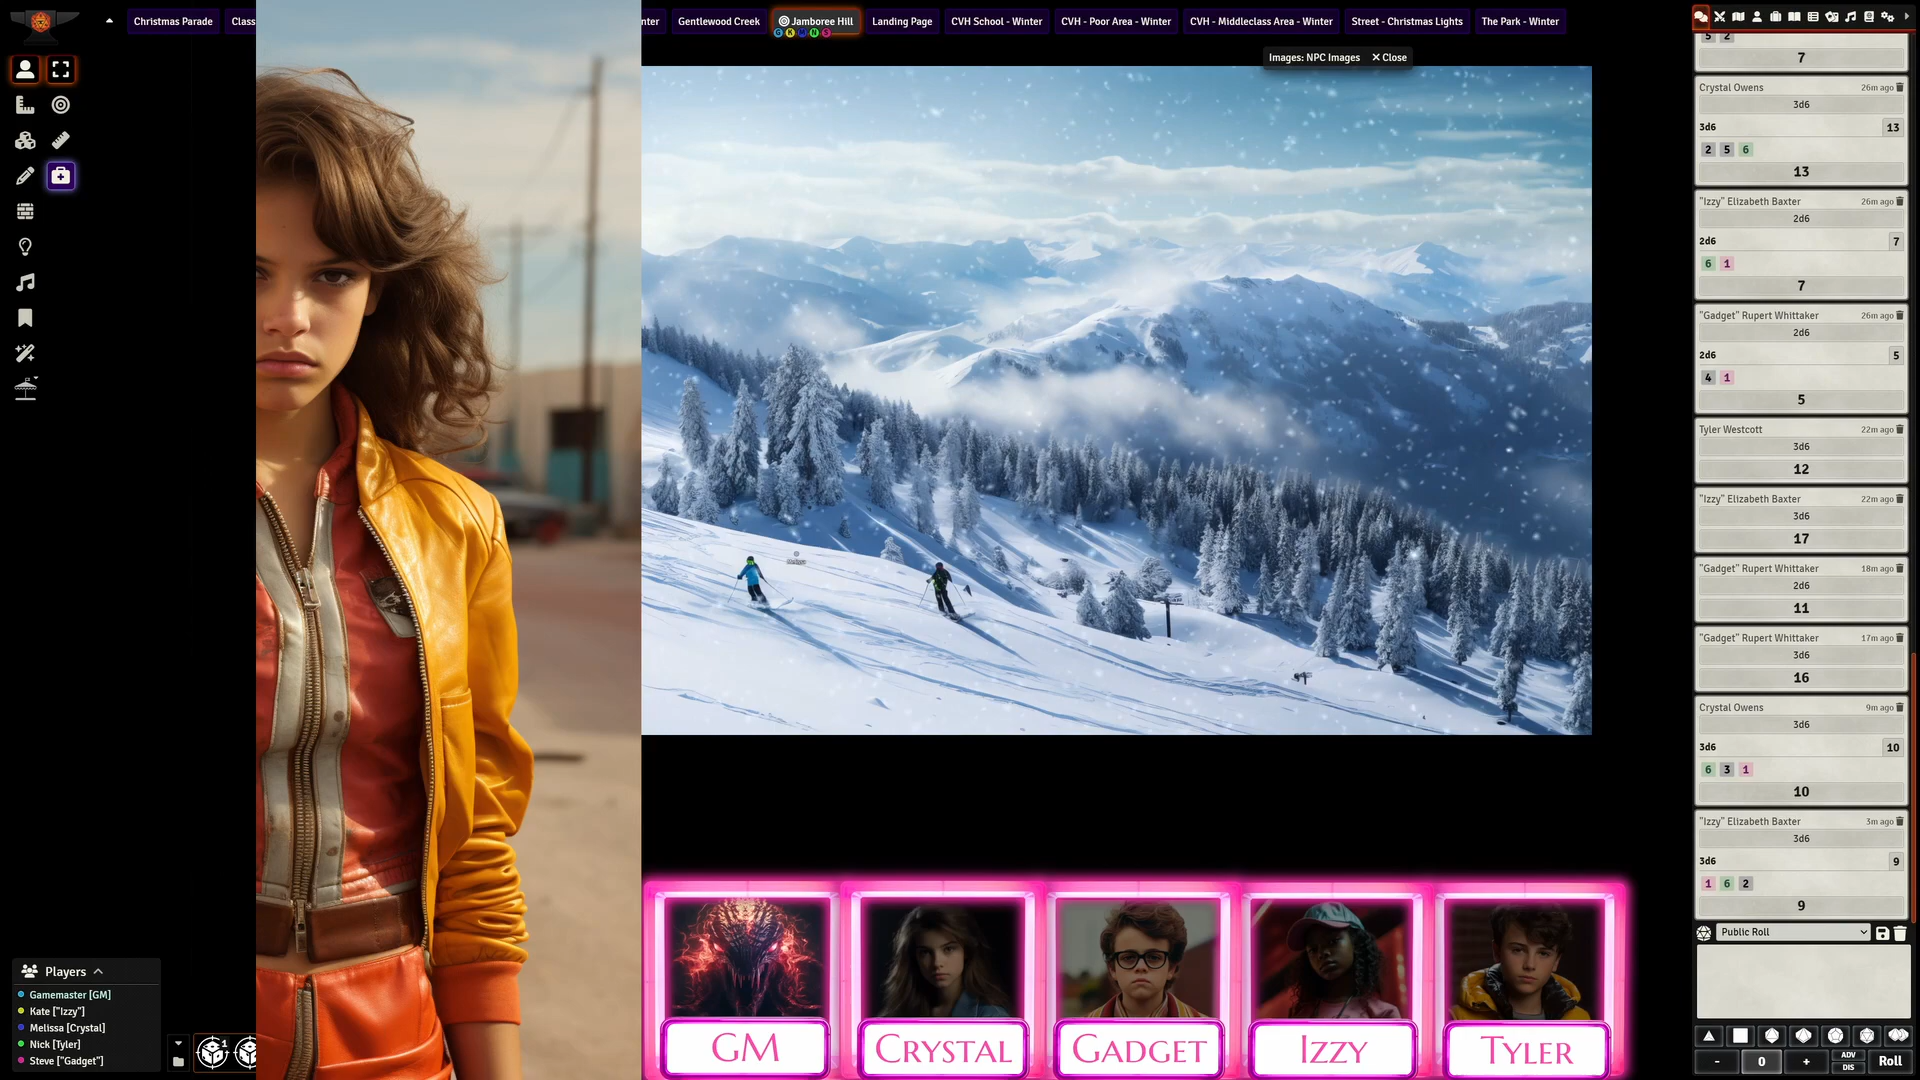 Christmas Parade
Class
nter
Gentlewood Creek
Jamboree Hill
Landing Page
CVH School - Winter
CVH - Poor Area - Winter
CVH - Middleclass Area - Winter
Street - Christmas Lights
The Park - Winter
G K M N S
Images: NPC Images
Close
5 2
7
Crystal Owens 26m ago
3d6
3d6 13
2 5 6
13
"Izzy" Elizabeth Baxter 26m ago
2d6
2d6 7
6 1
7
"Gadget" Rupert Whittaker 26m ago
2d6
2d6 5
4 1
5
Tyler Westcott 22m ago
3d6
12
"Izzy" Elizabeth Baxter 22m ago
3d6
17
"Gadget" Rupert Whittaker 18m ago
2d6
11
"Gadget" Rupert Whittaker 17m ago
3d6
16
Crystal Owens 9m ago
3d6
3d6 10
6 3 1
10
"Izzy" Elizabeth Baxter 3m ago
3d6
3d6 9
1 6 2
9
Public Roll
- 0 + ADV DIS Roll
Players
Gamemaster [GM]
Kate ["Izzy"]
Melissa [Crystal]
Nick [Tyler]
Steve ["Gadget"]
1
GM
Crystal
Gadget
Izzy
Tyler